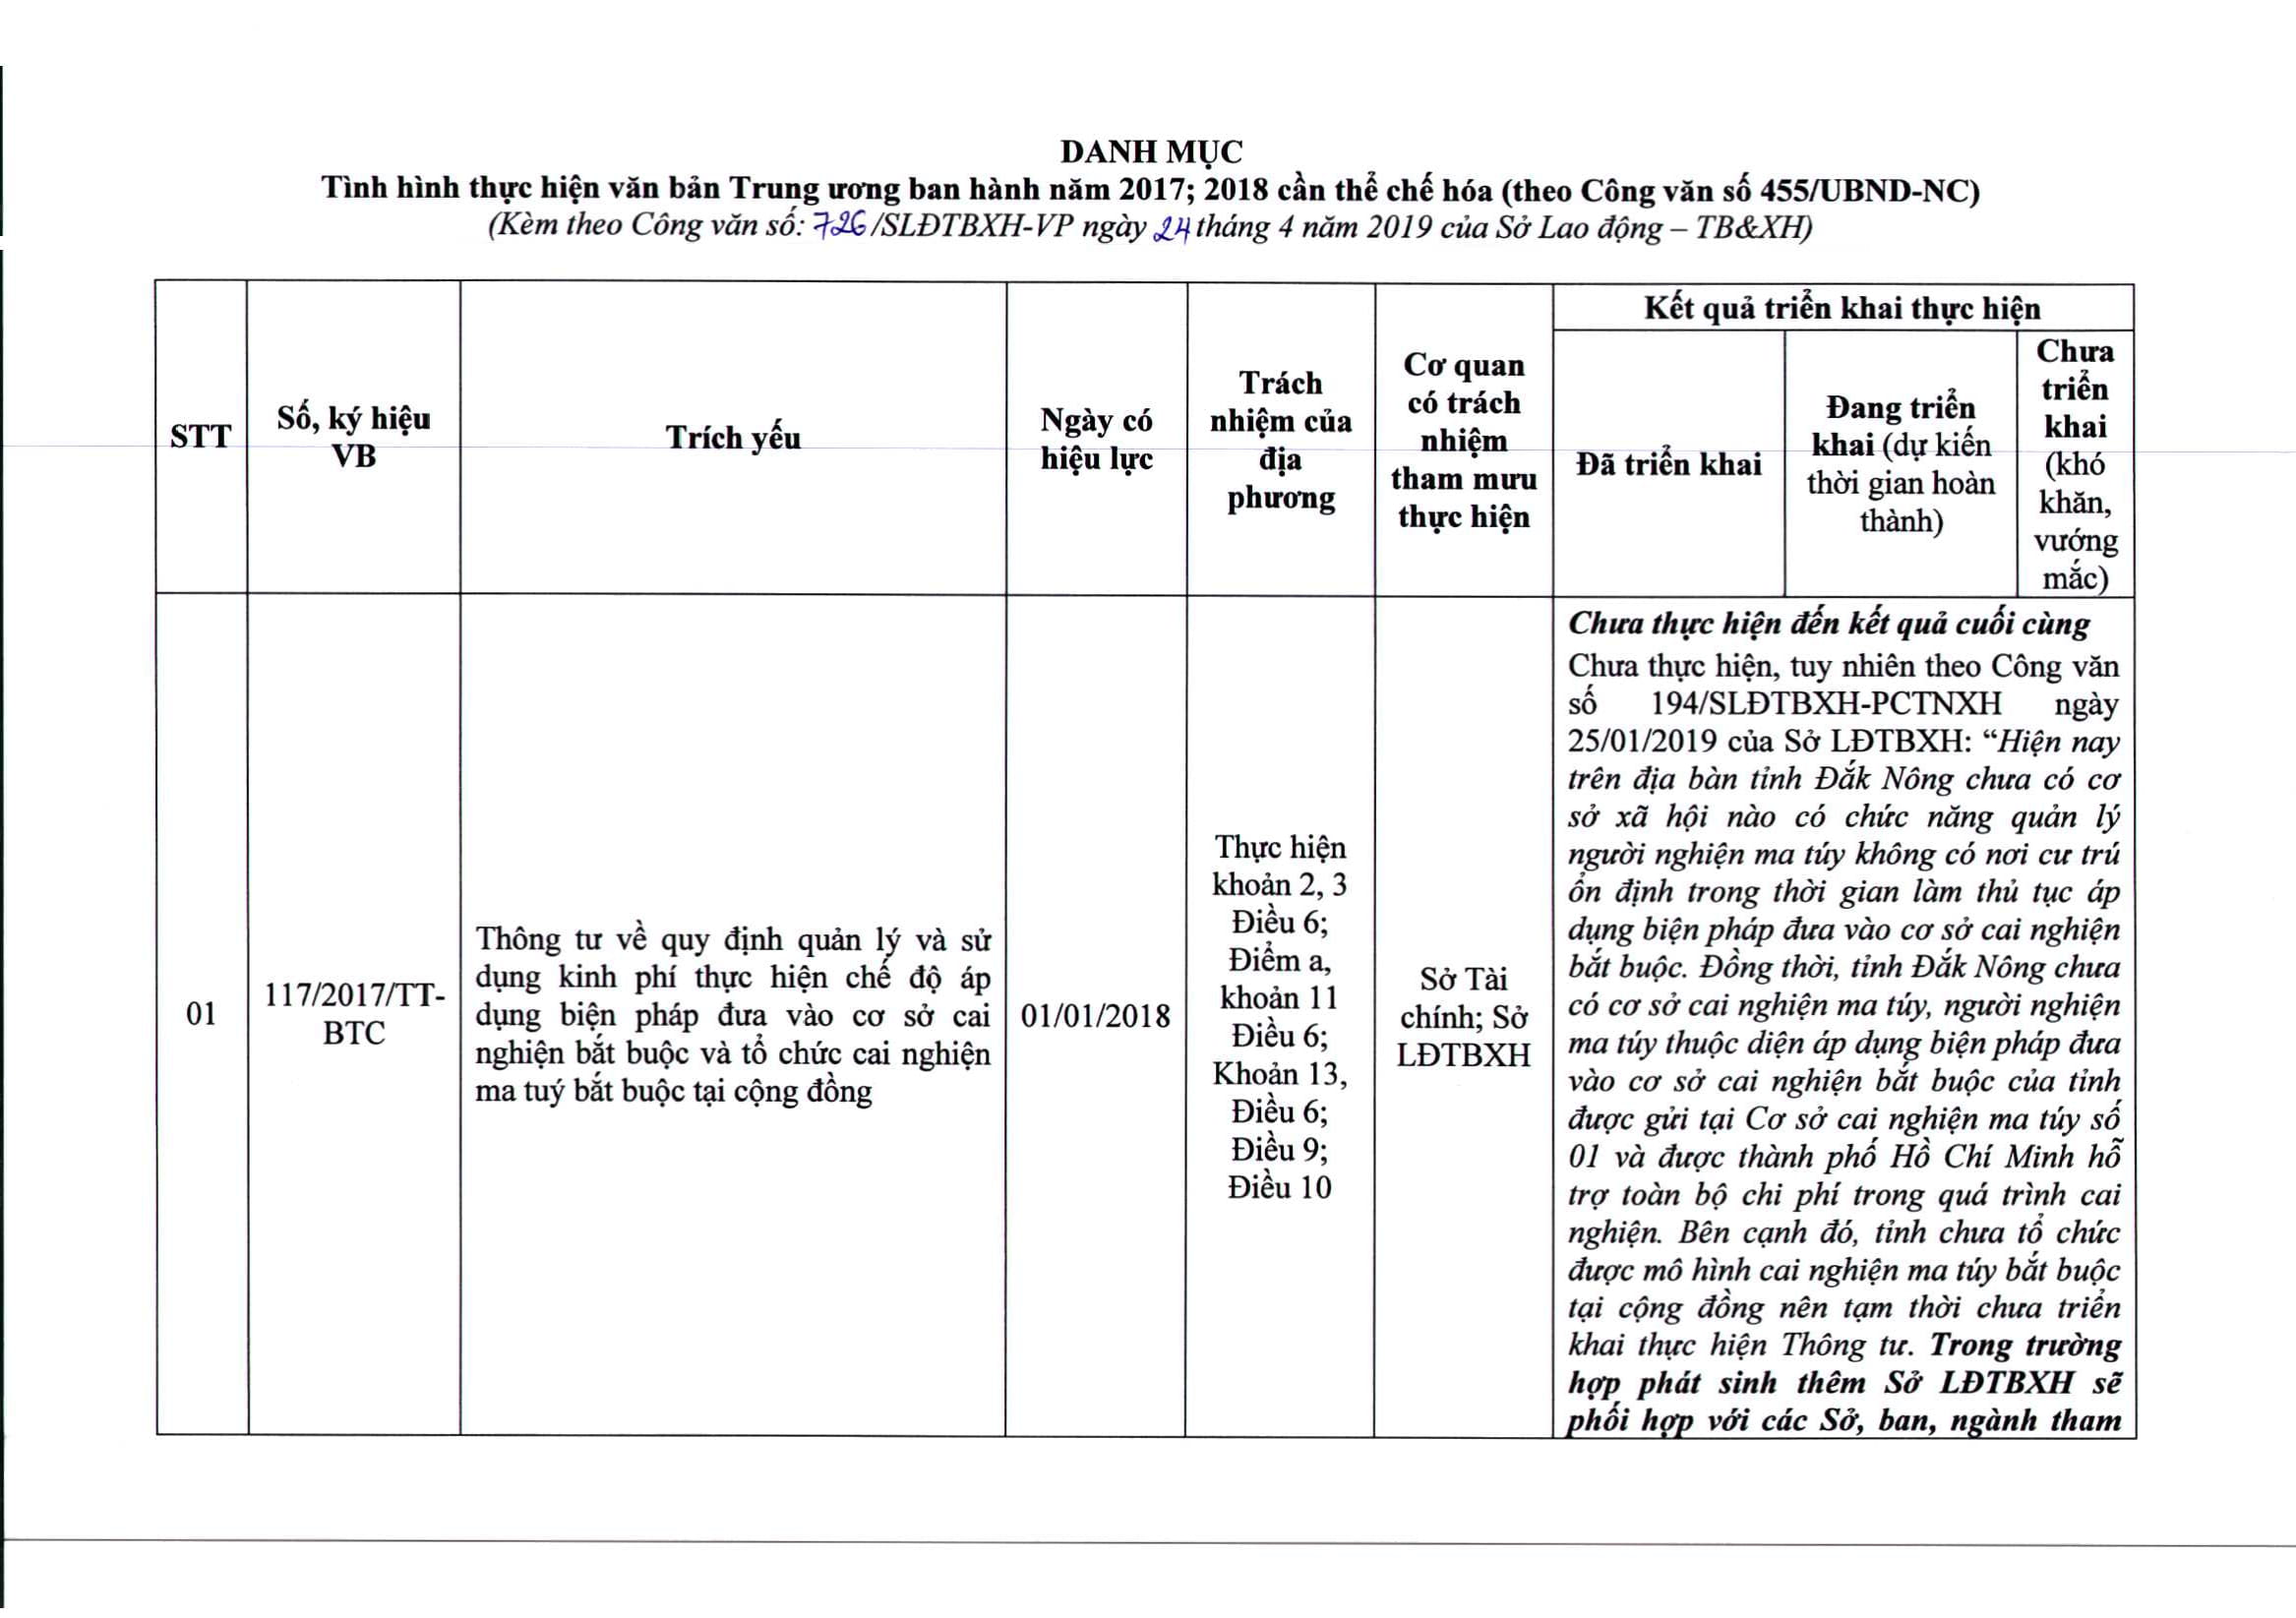 DANH MỤC
Tình hình thực hiện văn bản Trung ương ban hành năm 2017; 2018 cần thể chế hóa (theo Công văn số 455/UBND-NC)
(Kèm theo Công văn số: 726/SLĐTBXH-VP ngày 24 tháng 4 năm 2019 của Sở Lao động – TB&XH)
STT
Số, ký hiệu
VB
Trích yếu
Ngày có
hiệu lực
Trách
nhiệm của
địa
phương
Cơ quan
có trách
nhiệm
tham mưu
thực hiện
Kết quả triển khai thực hiện
Đã triển khai
Đang triển
khai (dự kiến
thời gian hoàn
thành)
Chưa
triển
khai
(khó
khăn,
vướng
mắc)
01
117/2017/TT-
BTC
Thông tư về quy định quản lý và sử
dụng kinh phí thực hiện chế độ áp
dụng biện pháp đưa vào cơ sở cai
nghiện bắt buộc và tổ chức cai nghiện
ma tuý bắt buộc tại cộng đồng
01/01/2018
Thực hiện
khoản 2, 3
Điều 6;
Điểm a,
khoản 11
Điều 6;
Khoản 13,
Điều 6;
Điều 9;
Điều 10
Sở Tài
chính; Sở
LĐTBXH
Chưa thực hiện đến kết quả cuối cùng
Chưa thực hiện, tuy nhiên theo Công văn
số 194/SLĐTBXH-PCTNXH ngày
25/01/2019 của Sở LĐTBXH: “Hiện nay
trên địa bàn tỉnh Đắk Nông chưa có cơ
sở xã hội nào có chức năng quản lý
người nghiện ma túy không có nơi cư trú
ổn định trong thời gian làm thủ tục áp
dụng biện pháp đưa vào cơ sở cai nghiện
bắt buộc. Đồng thời, tỉnh Đắk Nông chưa
có cơ sở cai nghiện ma túy, người nghiện
ma túy thuộc diện áp dụng biện pháp đưa
vào cơ sở cai nghiện bắt buộc của tỉnh
được gửi tại Cơ sở cai nghiện ma túy số
01 và được thành phố Hồ Chí Minh hỗ
trợ toàn bộ chi phí trong quá trình cai
nghiện. Bên cạnh đó, tỉnh chưa tổ chức
được mô hình cai nghiện ma túy bắt buộc
tại cộng đồng nên tạm thời chưa triển
khai thực hiện Thông tư. Trong trường
hợp phát sinh thêm Sở LĐTBXH sẽ
phối hợp với các Sở, ban, ngành tham